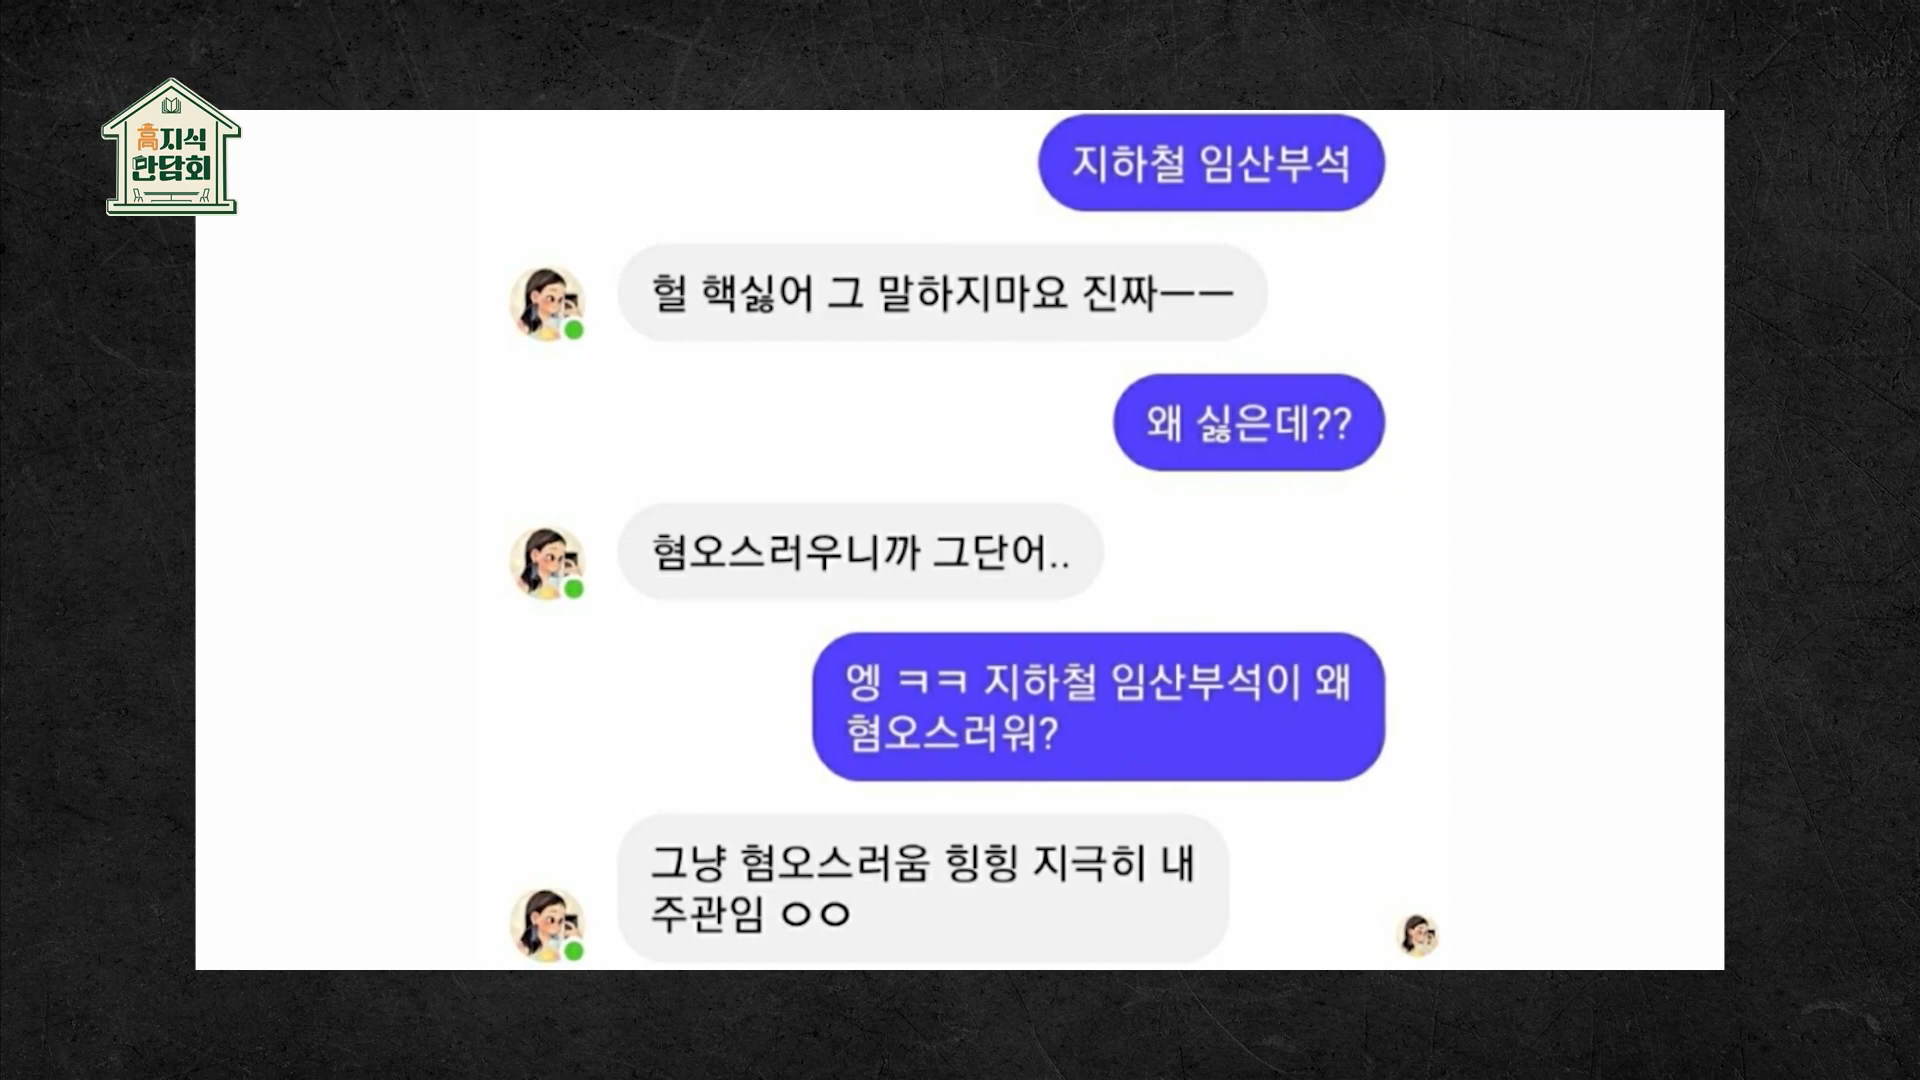 高지식
만담회
지하철 임산부석
헐 핵싫어 그 말하지마요 진짜ㅡㅡ
왜 싫은데??
혐오스러우니까 그단어..
엥 ㅋㅋ 지하철 임산부석이 왜
혐오스러워?
그냥 혐오스러움 힝힝 지극히 내
주관임 ㅇㅇ